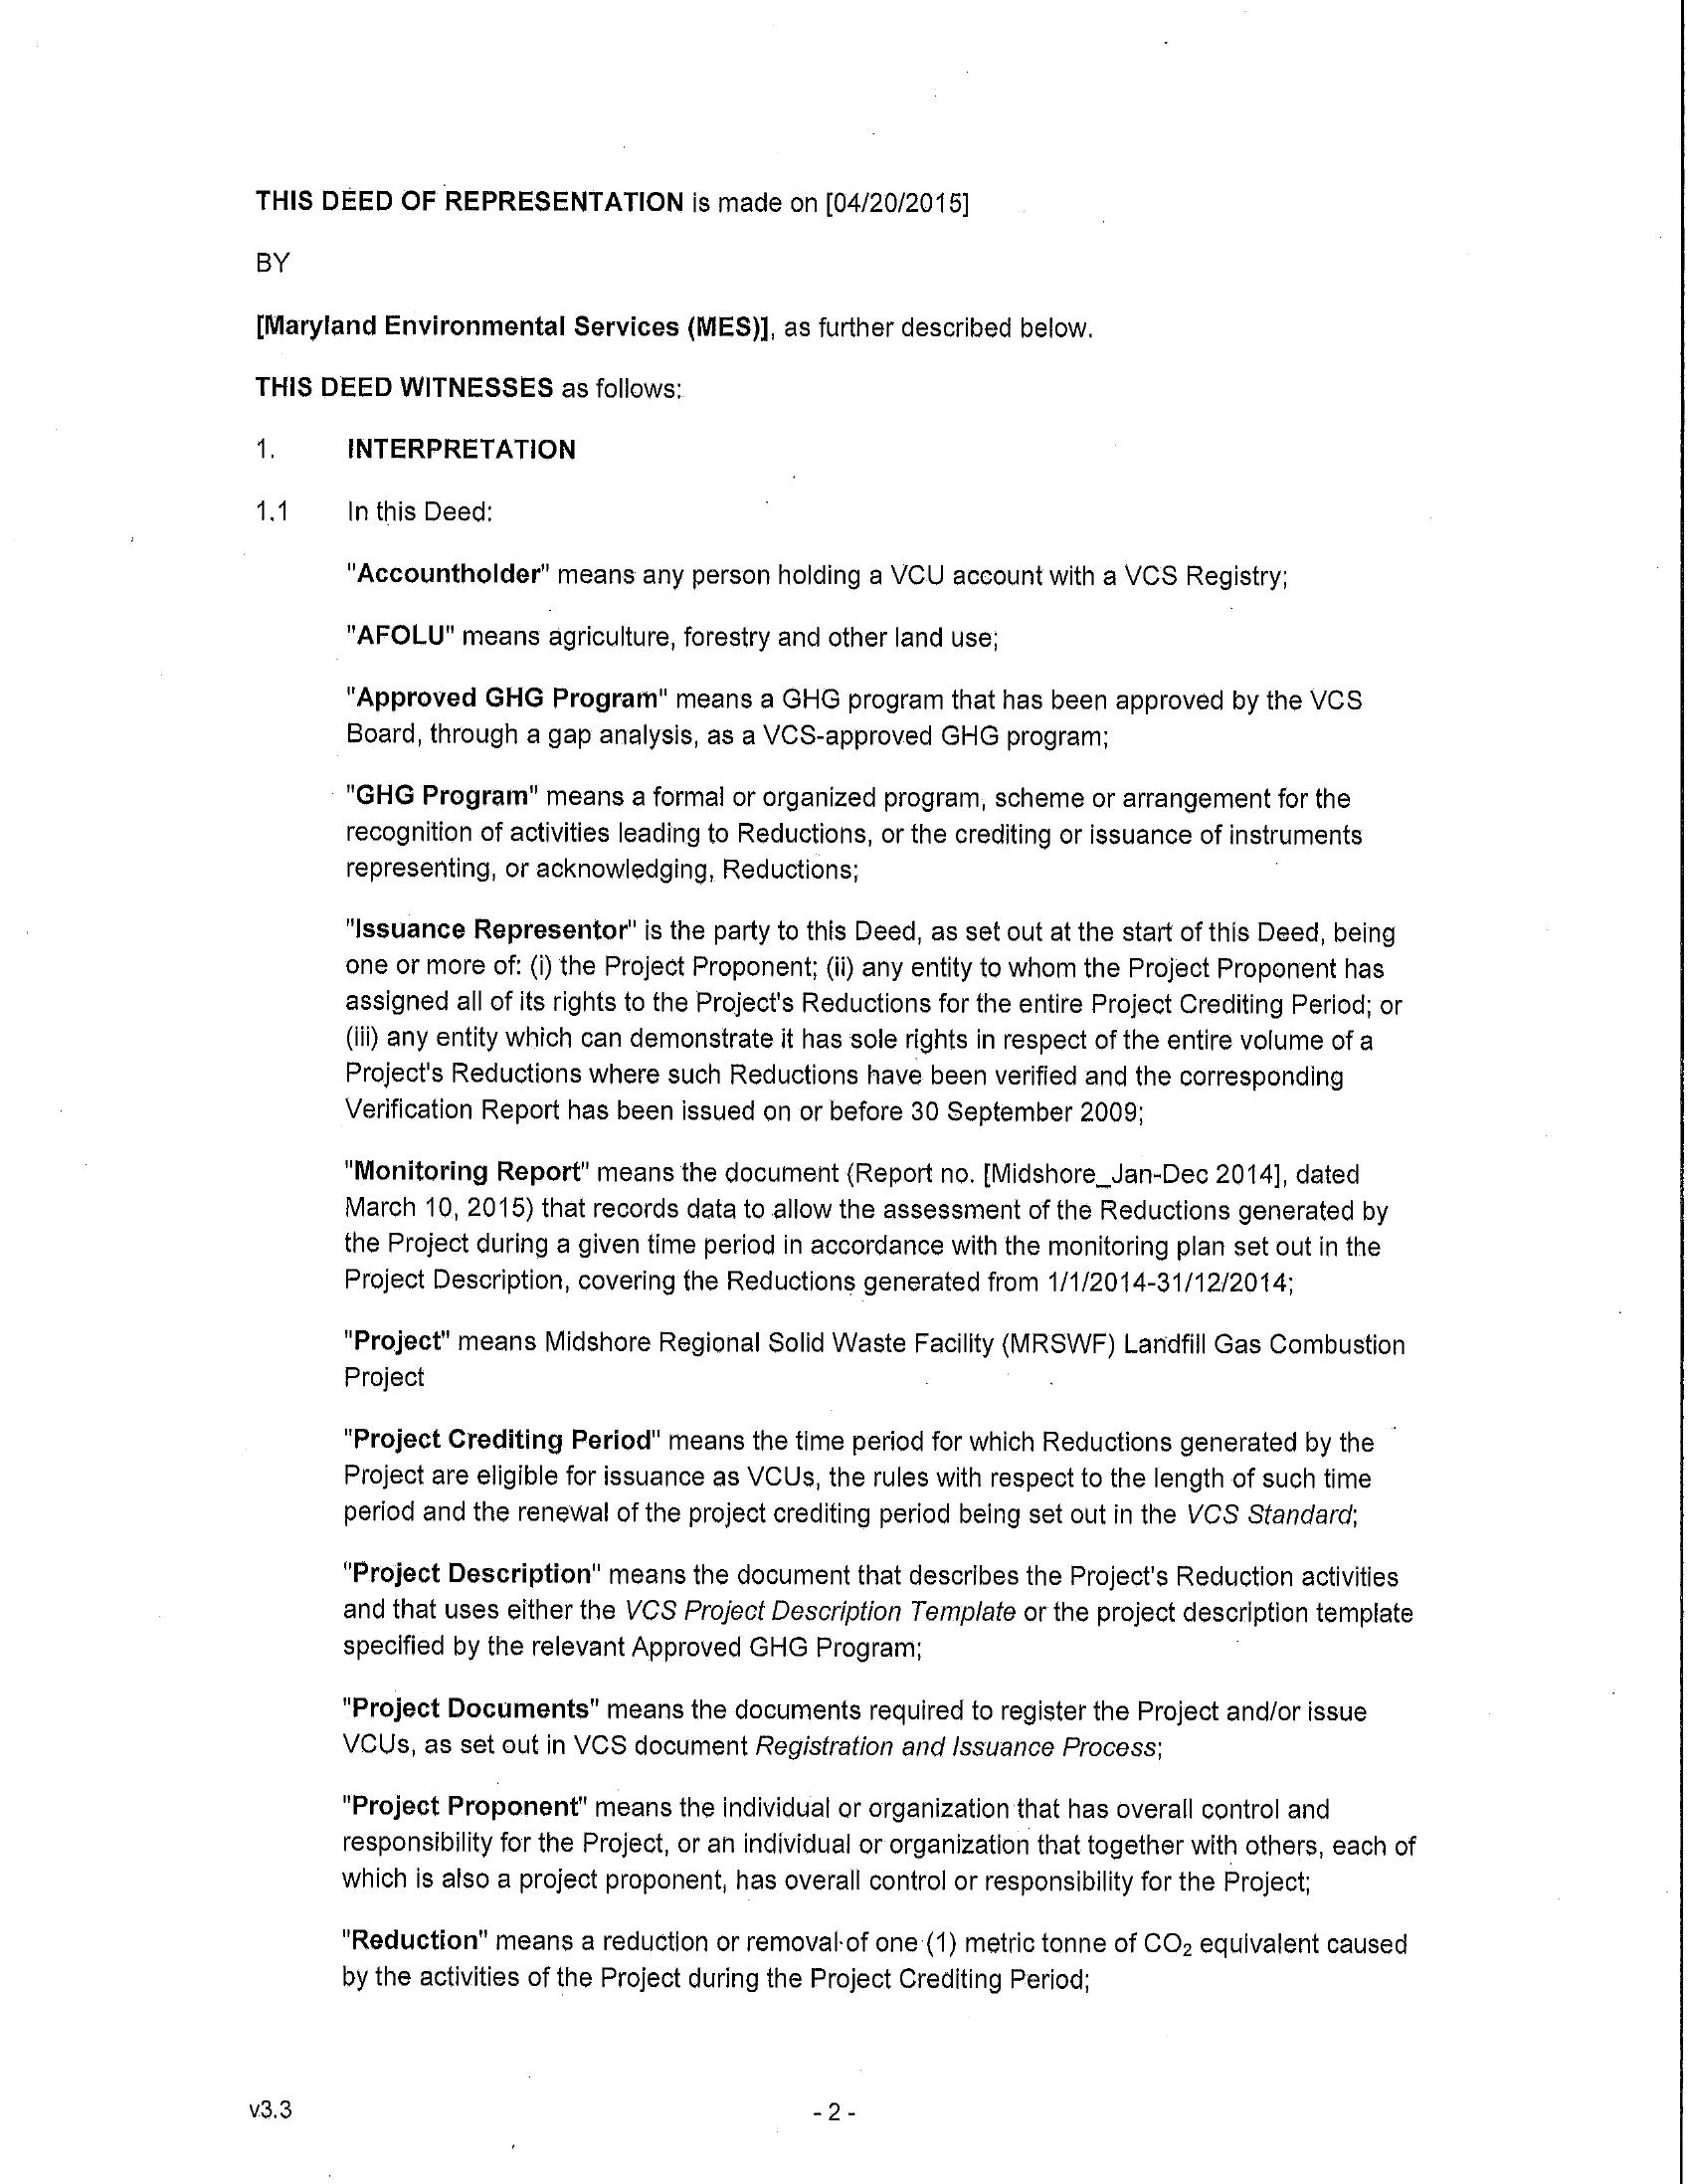 THIS DEED OF REPRESENTATION is made on [04/20/2015]
BY
[Maryland Environmental Services (MES)], as further described below.
THIS DEED WITNESSES as follows:
1. INTERPRETATION
1.1 In this Deed:
"Accountholder" means any person holding a VCU account with a VCS Registry;
"AFOLU" means agriculture, forestry and other land use;
"Approved GHG Program" means a GHG program that has been approved by the VCS
Board, through a gap analysis, as a VCS-approved GHG program;
"GHG Program" means a formal or organized program, scheme or arrangement for the
recognition of activities leading to Reductions, or the crediting or issuance of instruments
representing, or acknowledging, Reductions;
"Issuance Representor" is the party to this Deed, as set out at the start of this Deed, being
one or more of: (i) the Project Proponent; (ii) any entity to whom the Project Proponent has
assigned all of its rights to the Project's Reductions for the entire Project Crediting Period; or
(iii) any entity which can demonstrate it has sole rights in respect of the entire volume of a
Project's Reductions where such Reductions have been verified and the corresponding
Verification Report has been issued on or before 30 September 2009;
"Monitoring Report" means the document (Report no. [Midshore_Jan-Dec 2014], dated
March 10, 2015) that records data to allow the assessment of the Reductions generated by
the Project during a given time period in accordance with the monitoring plan set out in the
Project Description, covering the Reductions generated from 1/1/2014-31/12/2014;
"Project" means Midshore Regional Solid Waste Facility (MRSWF) Landfill Gas Combustion
Project
"Project Crediting Period" means the time period for which Reductions generated by the
Project are eligible for issuance as VCUs, the rules with respect to the length of such time
period and the renewal of the project crediting period being set out in the VCS Standard;
"Project Description" means the document that describes the Project's Reduction activities
and that uses either the VCS Project Description Template or the project description template
specified by the relevant Approved GHG Program;
"Project Documents" means the documents required to register the Project and/or issue
VCUs, as set out in VCS document Registration and Issuance Process;
"Project Proponent" means the individual or organization that has overall control and
responsibility for the Project, or an individual or organization that together with others, each of
which is also a project proponent, has overall control or responsibility for the Project;
"Reduction" means a reduction or removal of one (1) metric tonne of CO₂ equivalent caused
by the activities of the Project during the Project Crediting Period;
v3.3
- 2 -